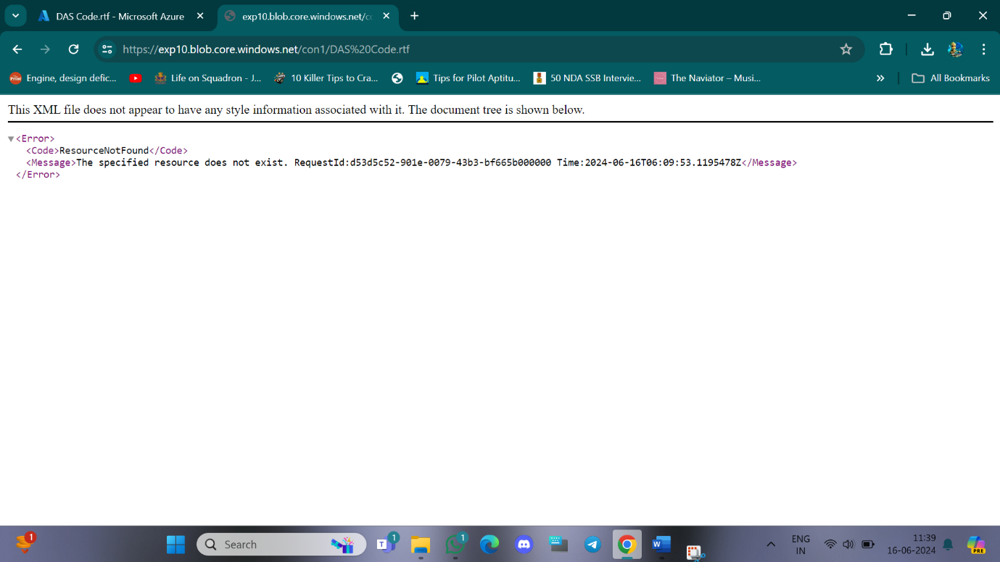 DAS Code.rtf - Microsoft Azure
exp10.blob.core.windows.net/c
https://exp10.blob.core.windows.net/con1/DAS%20Code.rtf
Engine, design defic...
Life on Squadron - J...
10 Killer Tips to Cra...
Tips for Pilot Aptitu...
50 NDA SSB Intervie...
The Naviator – Musi...
All Bookmarks
This XML file does not appear to have any style information associated with it. The document tree is shown below.
<Error>
<Code>ResourceNotFound</Code>
<Message>The specified resource does not exist. RequestId:d53d5c52-901e-0079-43b3-bf665b000000 Time:2024-06-16T06:09:53.1195478Z</Message>
</Error>
1
Search
T
1
1
W
ENG
IN
11:39
16-06-2024
PRE